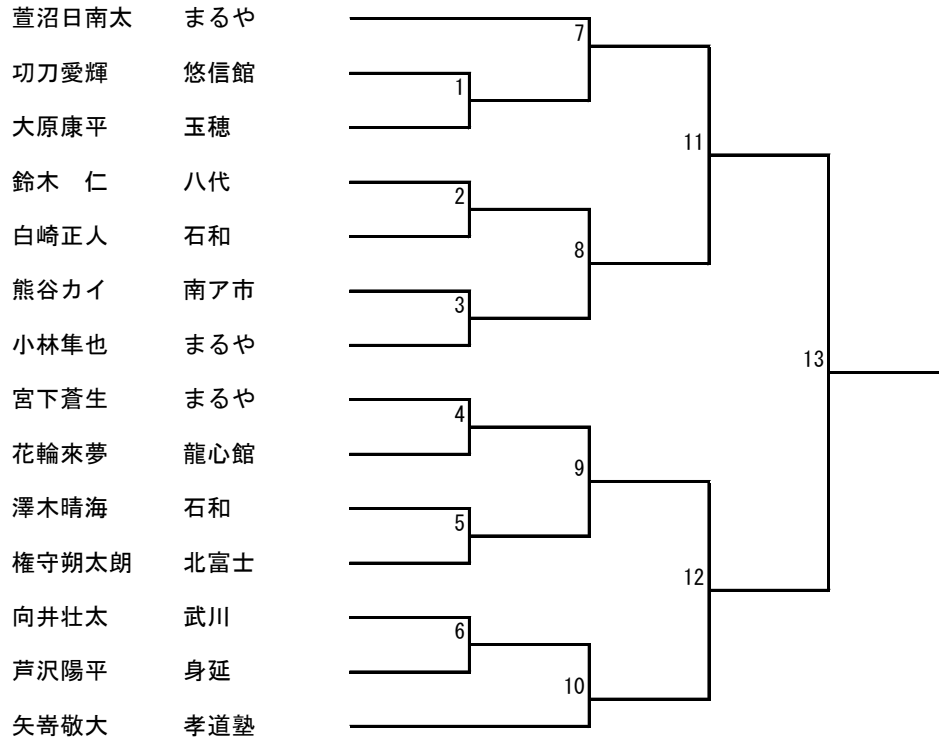 萱沼日南太 まるや
7
切刀愛輝 悠信館
1
大原康平 玉穂
11
鈴木 仁 八代
2
白崎正人 石和
8
熊谷カイ 南ア市
3
小林隼也 まるや
13
宮下蒼生 まるや
4
花輪來夢 龍心館
9
澤木晴海 石和
5
権守朔太朗 北富士
12
向井壮太 武川
6
芦沢陽平 身延
10
矢嵜敬大 孝道塾